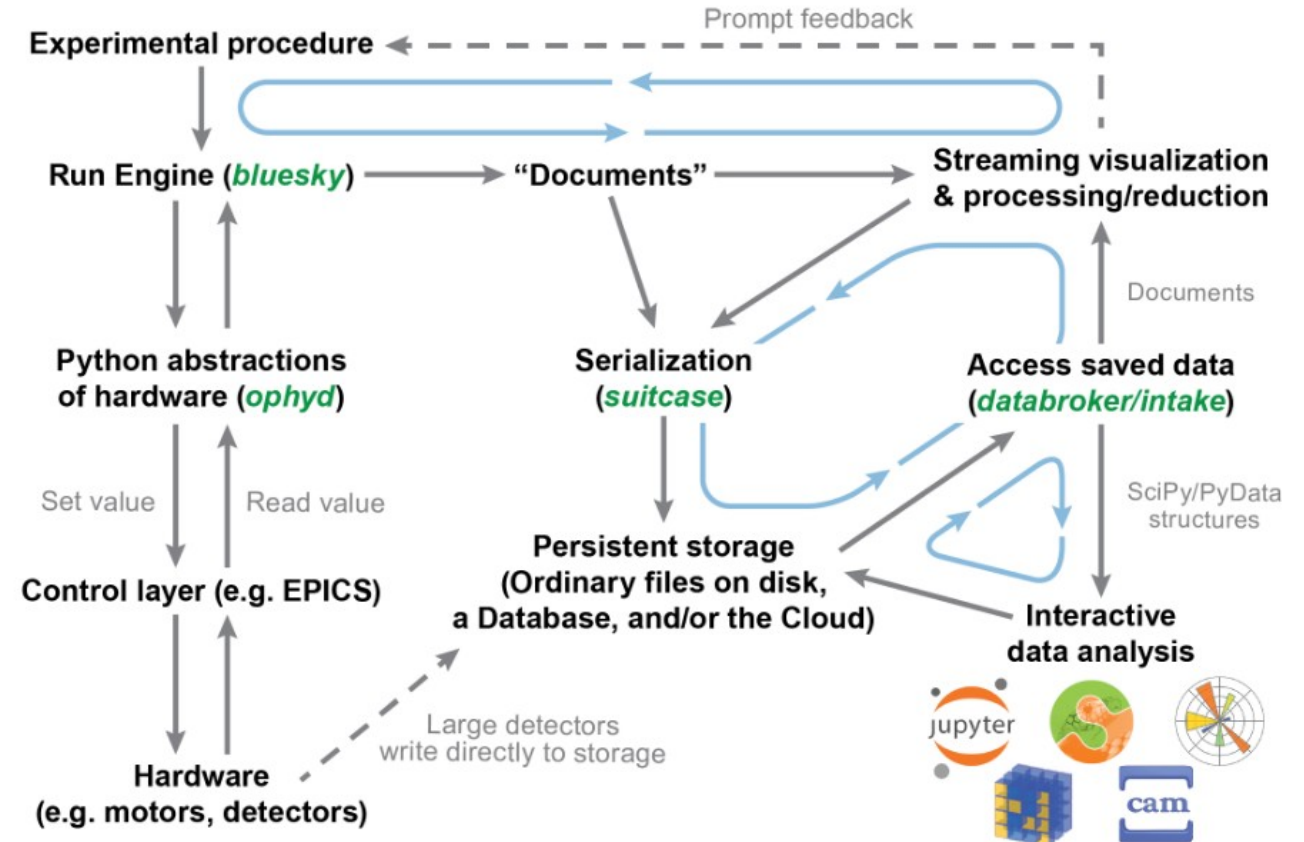 Prompt feedback
Experimental procedure
Run Engine (bluesky)
“Documents”
Streaming visualization
& processing/reduction
Documents
Python abstractions
of hardware (ophyd)
Serialization
(suitcase)
Access saved data
(databroker/intake)
Set value
Read value
SciPy/PyData
structures
Persistent storage
(Ordinary files on disk,
a Database, and/or the Cloud)
Control layer (e.g. EPICS)
Interactive
data analysis
Large detectors
write directly to storage
Hardware
(e.g. motors, detectors)
jupyter
cam